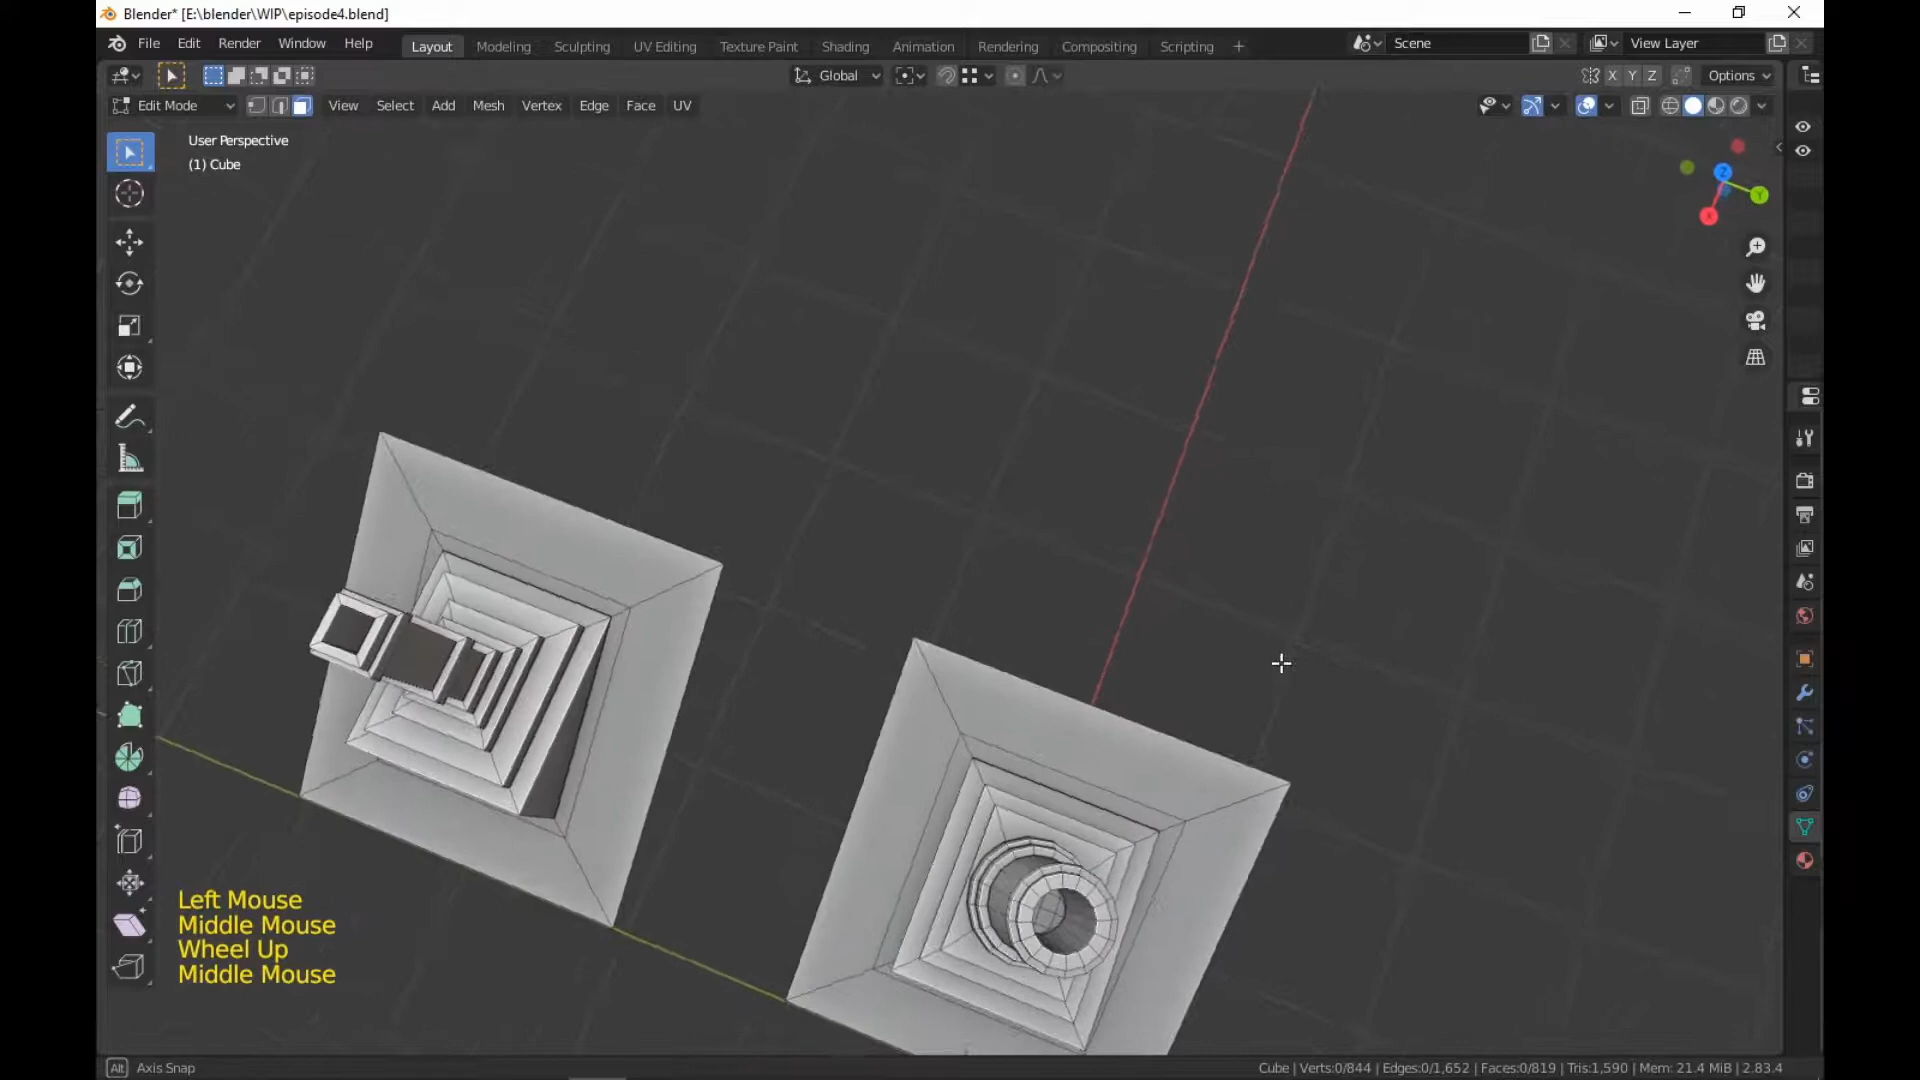 Blender* [E:\blender\WIP\episode4.blend]
File Edit Render Window Help Layout Modeling Sculpting UV Editing Texture Paint Shading Animation Rendering Compositing Scripting + Scene View Layer
Global X Y Z Options
Edit Mode View Select Add Mesh Vertex Edge Face UV
User Perspective
(1) Cube
Z
Y
X
Left Mouse
Middle Mouse
Wheel Up
Middle Mouse
Alt Axis Snap Cube | Verts:0/844 | Edges:0/1,652 | Faces:0/819 | Tris:1,590 | Mem: 21.4 MiB | 2.83.4